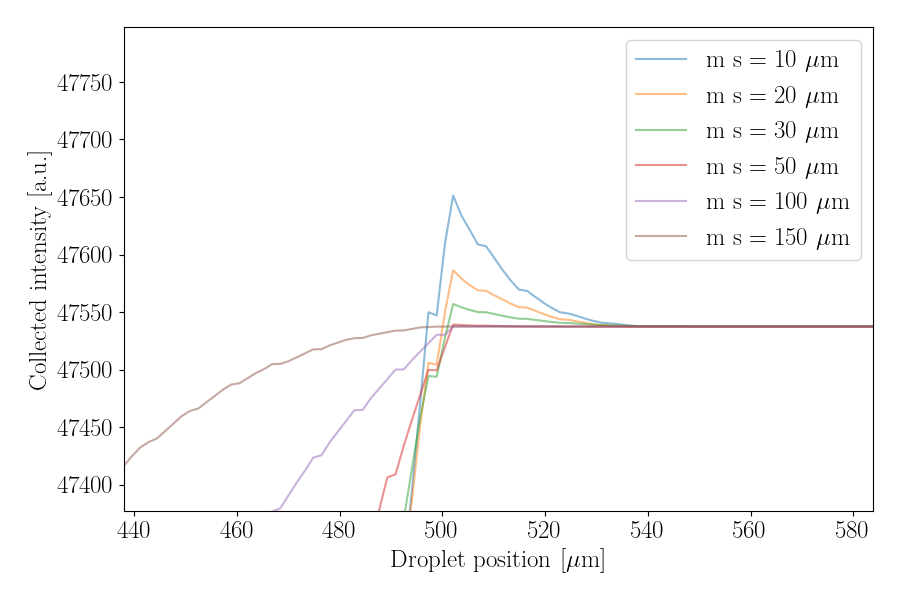 47750
47700
47650
47600
47550
47500
47450
47400
Collected intensity [a.u.]
m s = 10 μm
m s = 20 μm
m s = 30 μm
m s = 50 μm
m s = 100 μm
m s = 150 μm
440 460 480 500 520 540 560 580
Droplet position [μm]